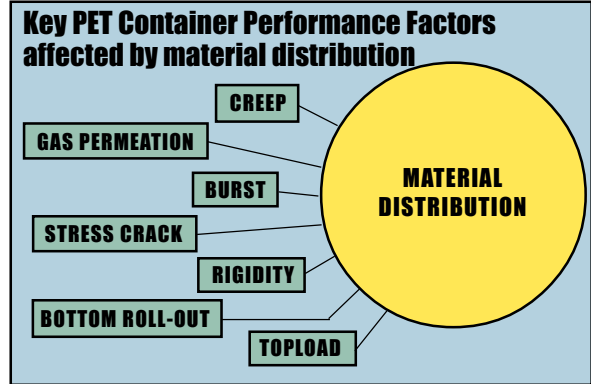 Key PET Container Performance Factors
affected by material distribution
CREEP
GAS PERMEATION
BURST
STRESS CRACK
RIGIDITY
BOTTOM ROLL-OUT
TOPLOAD
MATERIAL
DISTRIBUTION